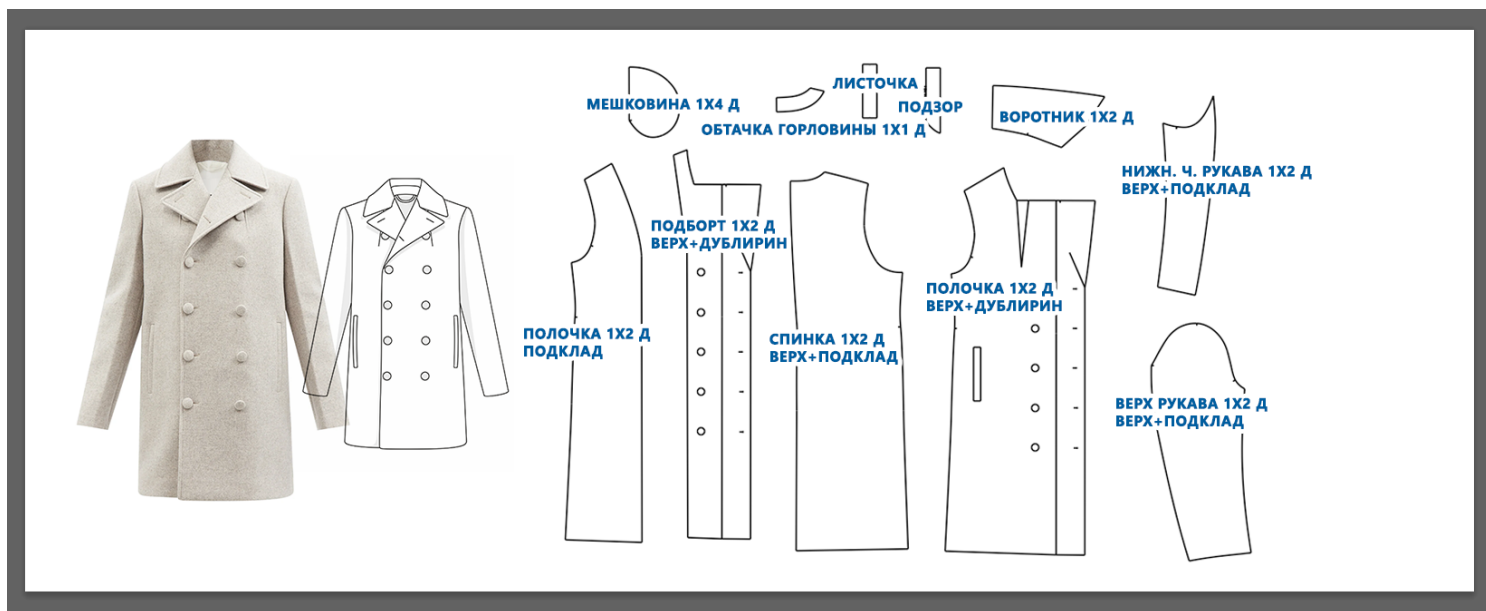 МЕШКОВИНА 1Х4 Д
ЛИСТОЧКА
ПОДЗОР
ОБТАЧКА ГОРЛОВИНЫ 1Х1 Д
ВОРОТНИК 1Х2 Д
НИЖН. Ч. РУКАВА 1Х2 Д
ВЕРХ+ПОДКЛАД
ПОДБОРТ 1Х2 Д
ВЕРХ+ДУБЛИРИН
ПОЛОЧКА 1Х2 Д
ВЕРХ+ДУБЛИРИН
ПОЛОЧКА 1Х2 Д
ПОДКЛАД
СПИНКА 1Х2 Д
ВЕРХ+ПОДКЛАД
ВЕРХ РУКАВА 1Х2 Д
ВЕРХ+ПОДКЛАД